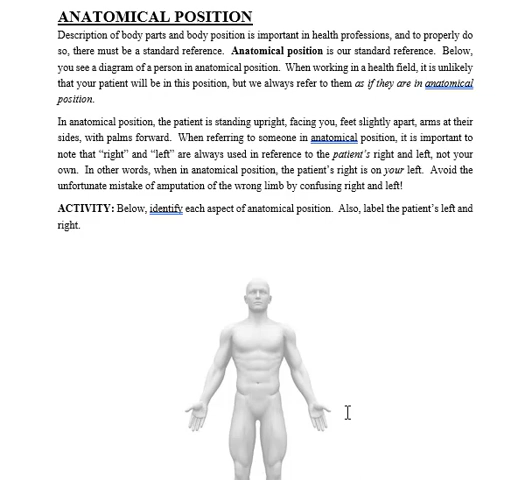 ANATOMICAL POSITION
Description of body parts and body position is important in health professions, and to properly do
so, there must be a standard reference. Anatomical position is our standard reference. Below,
you see a diagram of a person in anatomical position. When working in a health field, it is unlikely
that your patient will be in this position, but we always refer to them as if they are in anatomical
position.
In anatomical position, the patient is standing upright, facing you, feet slightly apart, arms at their
sides, with palms forward. When referring to someone in anatomical position, it is important to
note that “right” and “left” are always used in reference to the patient’s right and left, not your
own. In other words, when in anatomical position, the patient’s right is on your left. Avoid the
unfortunate mistake of amputation of the wrong limb by confusing right and left!
ACTIVITY: Below, identify each aspect of anatomical position. Also, label the patient’s left and
right.